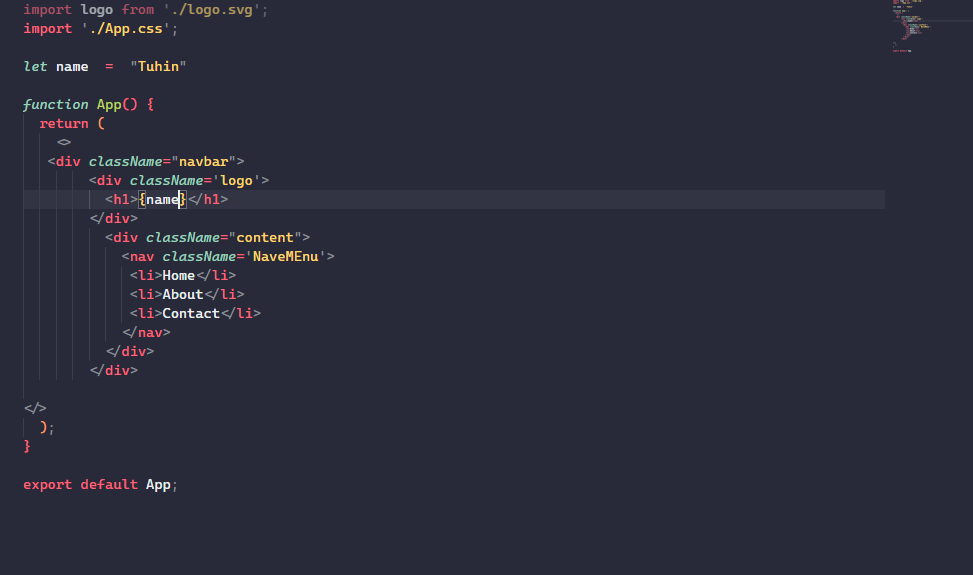 import logo from './logo.svg';
import './App.css';
let name  =  "Tuhin"
function App() {
  return (
    <>
   <div className="navbar">
        <div className='logo'>
          <h1>{name}</h1>
        </div>
          <div className="content">
            <nav className='NaveMEnu'>
             <li>Home</li>
             <li>About</li>
             <li>Contact</li>
            </nav>
          </div>
        </div>
</>
  );
}
export default App;